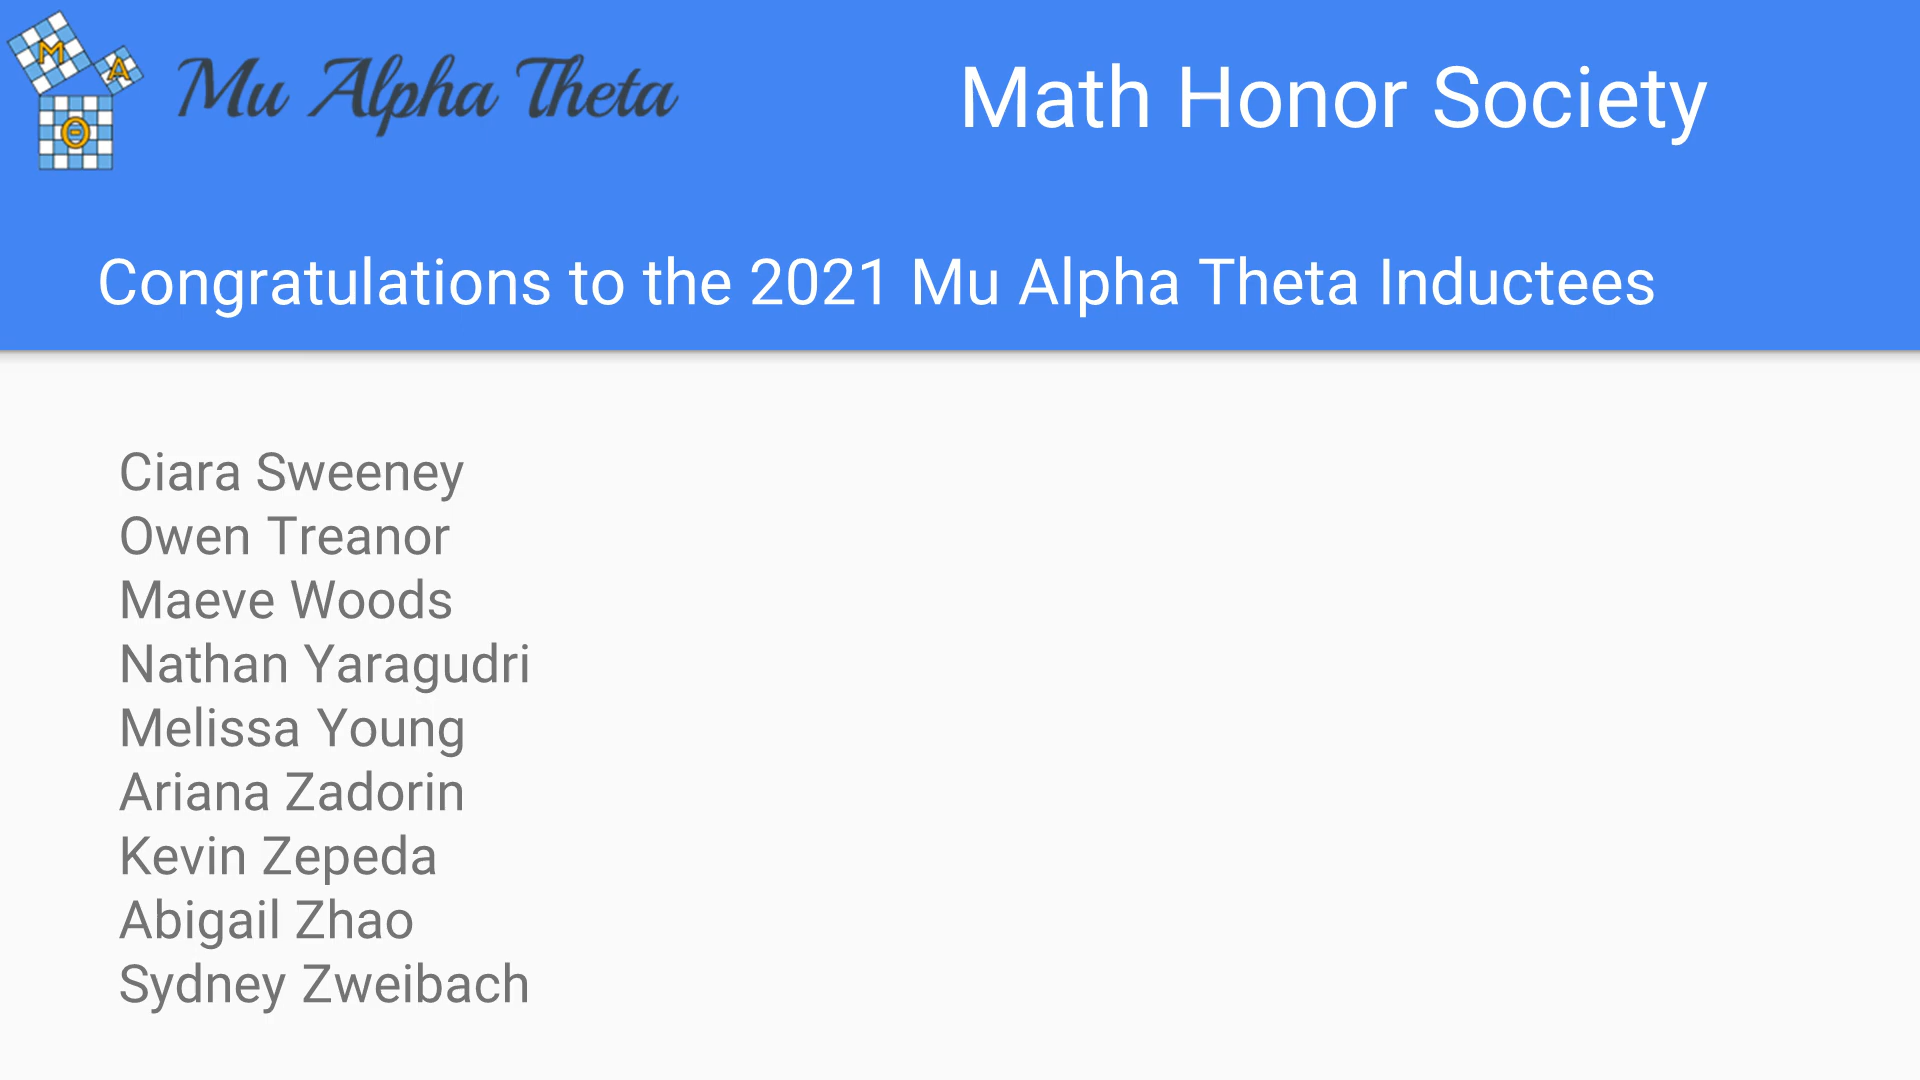 M
A
Θ
Mu Alpha Theta
Math Honor Society
Congratulations to the 2021 Mu Alpha Theta Inductees
Ciara Sweeney
Owen Treanor
Maeve Woods
Nathan Yaragudri
Melissa Young
Ariana Zadorin
Kevin Zepeda
Abigail Zhao
Sydney Zweibach